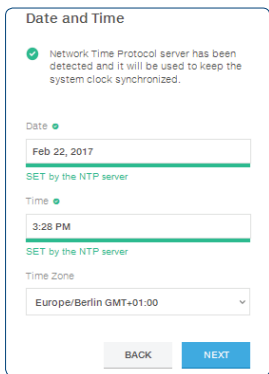 Date and Time
Network Time Protocol server has been
detected and it will be used to keep the
system clock synchronized.
Date
Feb 22, 2017
SET by the NTP server
Time
3:28 PM
SET by the NTP server
Time Zone
Europe/Berlin GMT+01:00
BACK NEXT